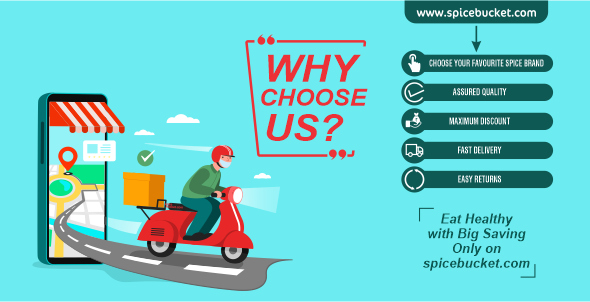 www.spicebucket.com
WHY
CHOOSE
US?
CHOOSE YOUR FAVOURITE SPICE BRAND
ASSURED QUALITY
MAXIMUM DISCOUNT
FAST DELIVERY
EASY RETURNS
Eat Healthy
with Big Saving
Only on
spicebucket.com